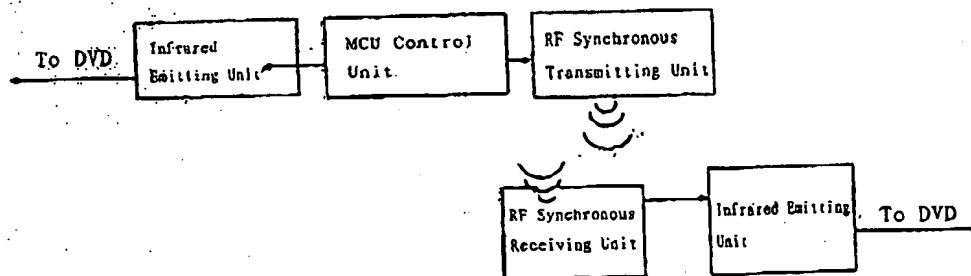 To DVD
Infrared
Emitting Unit
MCU Control
Unit
RF Synchronous
Transmitting Unit
RF Synchronous
Receiving Unit
Infrared Emitting
Unit
To DVD